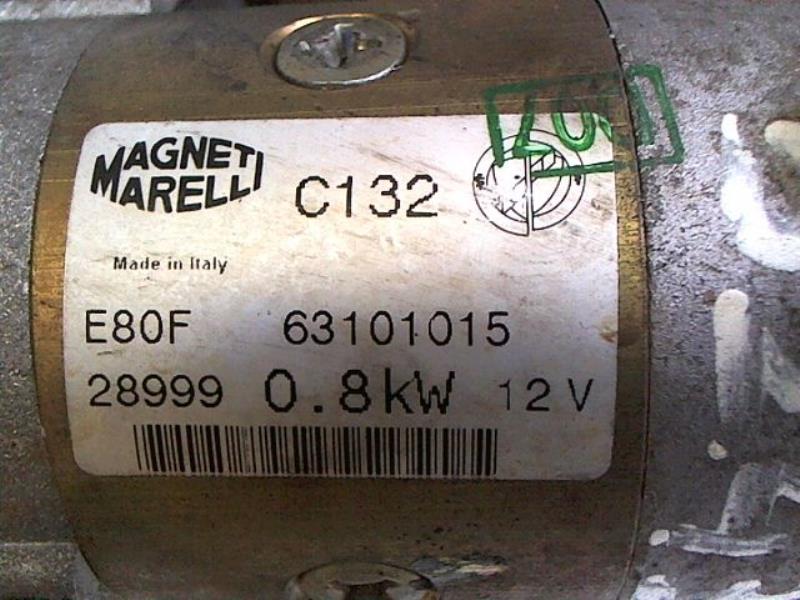 MAGNETI
MARELLI
C132
Made in Italy
E80F 63101015
28999 0.8kW 12V